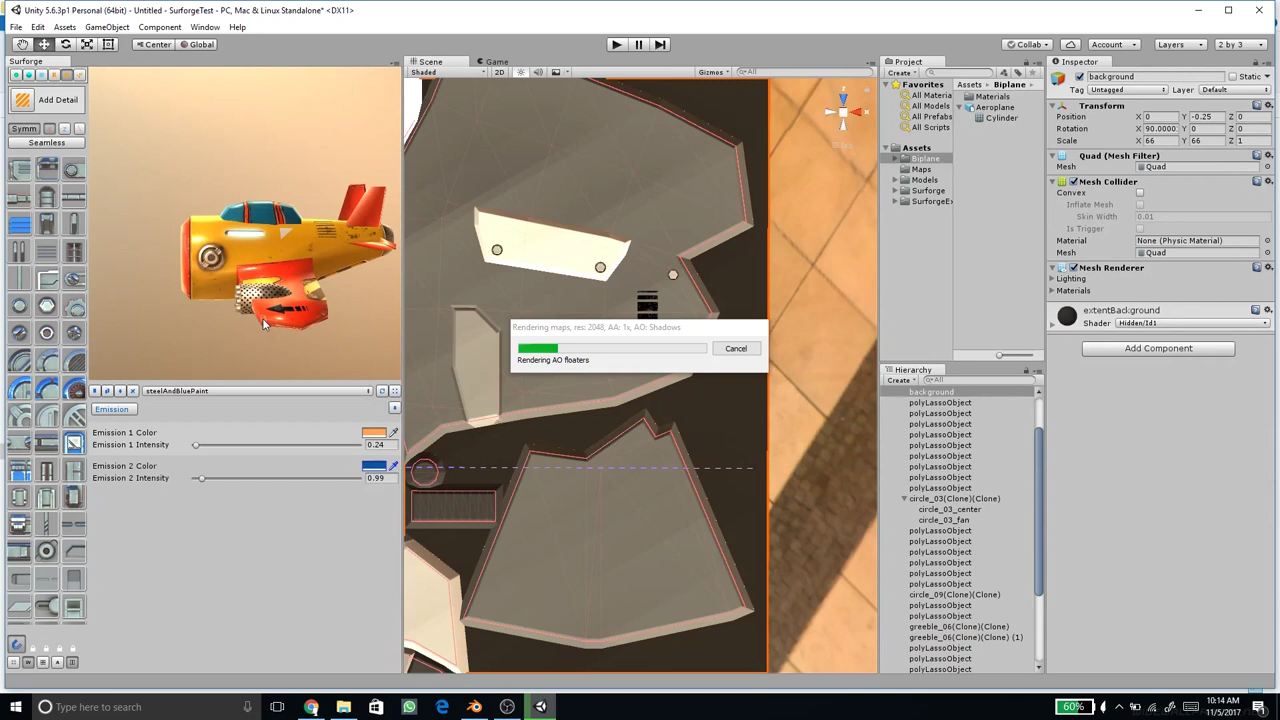 Unity 5.6.3p1 Personal (64bit) - Untitled - SurforgeTest - PC, Mac & Linux Standalone* <DX11>
File Edit Assets GameObject Component Window Help
Center Global
Collab
Account
Layers
2 by 3
Surforge
Add Detail
Symm
Seamless
Scene
Game
Shaded
2D
Gizmos
All
Rendering maps, res: 2048, AA: 1x, AO: Shadows
Cancel
Rendering AO floaters
steelAndBluePaint
Emission
Emission 1 Color
Emission 1 Intensity
0.24
Emission 2 Color
Emission 2 Intensity
0.99
Project
Create
Favorites
All Materia
All Models
All Prefabs
All Scripts
Assets
Biplane
Maps
Models
Surforge
SurforgeEx
Assets Biplane
Materials
Aeroplane
Cylinder
Hierarchy
Create
All
background
polyLassoObject
polyLassoObject
polyLassoObject
polyLassoObject
polyLassoObject
polyLassoObject
polyLassoObject
polyLassoObject
polyLassoObject
circle_03(Clone)(Clone)
circle_03_center
circle_03_fan
polyLassoObject
polyLassoObject
polyLassoObject
polyLassoObject
polyLassoObject
polyLassoObject
circle_09(Clone)(Clone)
polyLassoObject
polyLassoObject
greeble_06(Clone)(Clone)
greeble_06(Clone)(Clone) (1)
polyLassoObject
polyLassoObject
polyLassoObject
Inspector
background
Static
Tag Untagged
Layer Default
Transform
Position X 0 Y -0.25 Z 0
Rotation X 90.0000 Y 0 Z 0
Scale X 66 Y 66 Z 1
Quad (Mesh Filter)
Mesh Quad
Mesh Collider
Convex
Inflate Mesh
Skin Width 0.01
Is Trigger
Material None (Physic Material)
Mesh Quad
Mesh Renderer
Lighting
Materials
extentBackground
Shader Hidden/Id1
Add Component
Type here to search
60%
10:14 AM
11/5/2017